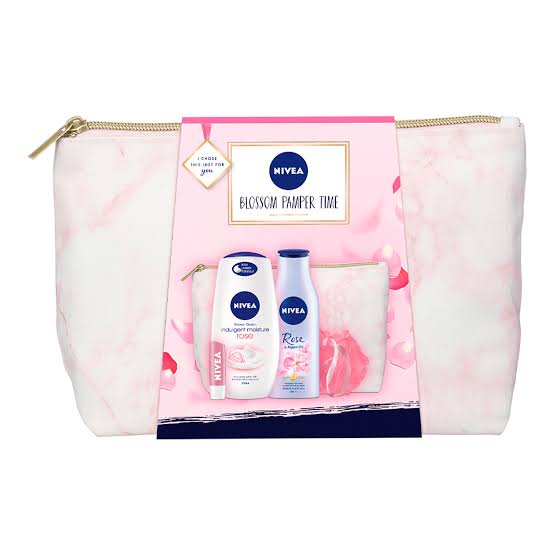 I CHOSE
THIS JUST FOR
you
NIVEA
BLOSSOM PAMPER TIME
NIVEA
Shower Cream
indulgent moisture
rose
NIVEA
NIVEA
Rose
& Argan Oil